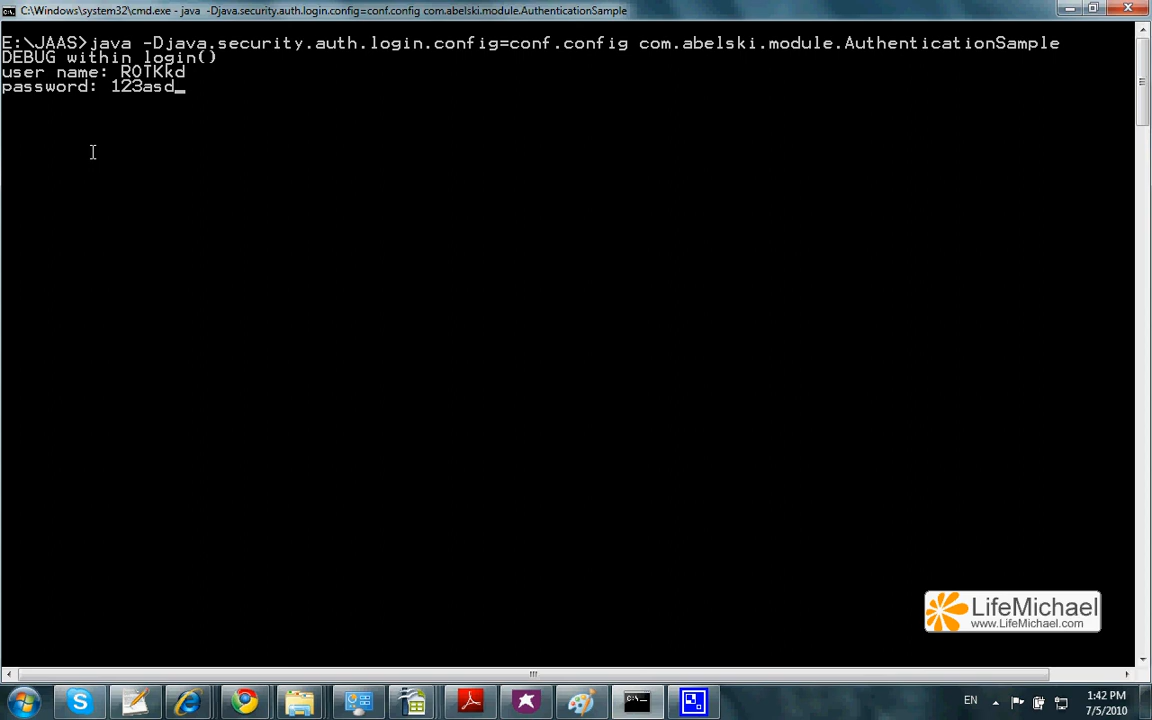 C:\Windows\system32\cmd.exe - java -Djava.security.auth.login.config=conf.config com.abelski.module.AuthenticationSample
E:\JAAS>java -Djava.security.auth.login.config=conf.config com.abelski.module.AuthenticationSample
DEBUG within login()
user name: ROTKkd
password: 123asd_
LifeMichael
www.LifeMichael.com
EN
1:42 PM
7/5/2010